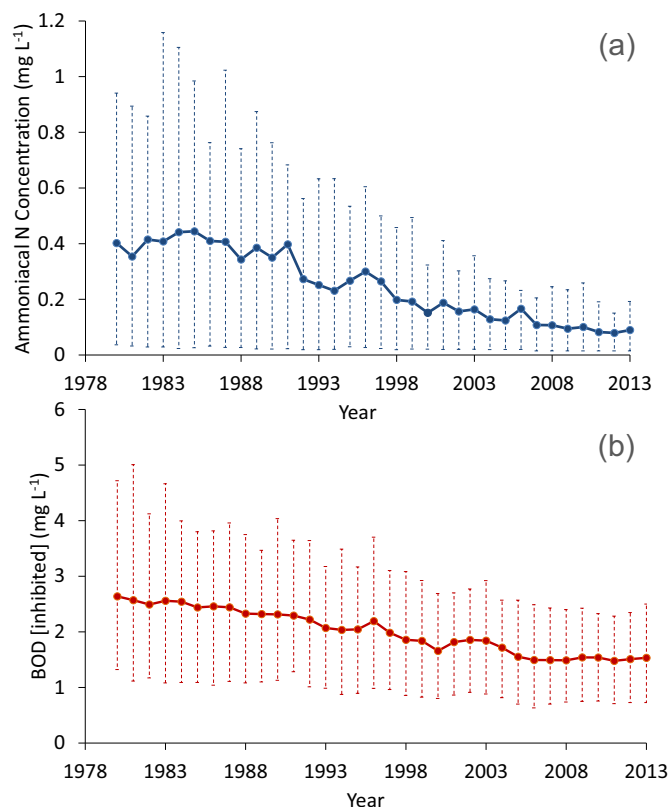 (a)
Ammoniacal N Concentration (mg L-1)
1.2
1
0.8
0.6
0.4
0.2
0
1978 1983 1988 1993 1998 2003 2008 2013
Year
(b)
BOD [inhibited] (mg L-1)
6
5
4
3
2
1
0
1978 1983 1988 1993 1998 2003 2008 2013
Year